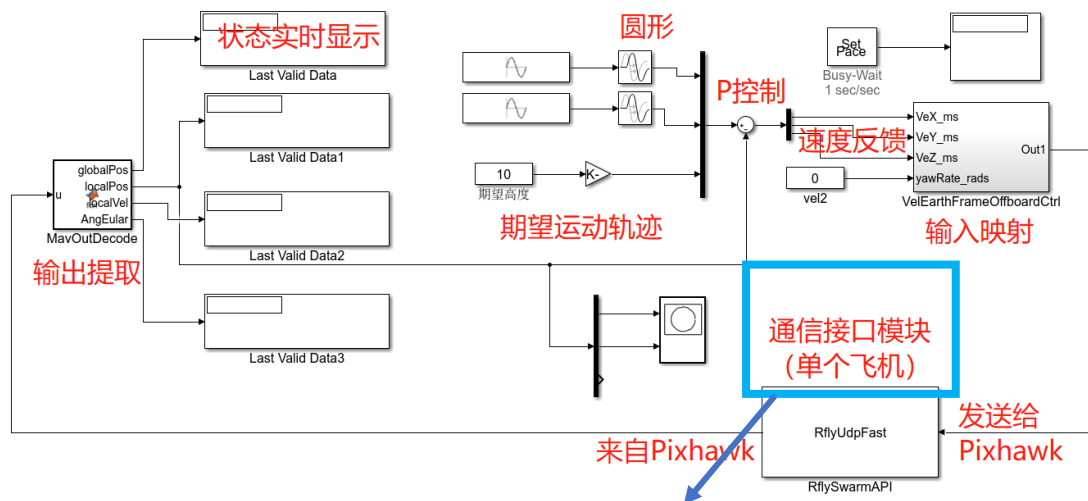 状态实时显示
Last Valid Data
Last Valid Data1
Last Valid Data2
Last Valid Data3
u
globalPos
localPos
localVel
AngEular
MavOutDecode
输出提取
圆形
10
期望高度
K-
期望运动轨迹
P控制
速度反馈
Set
Pace
Busy-Wait
1 sec/sec
0
vel2
VeX_ms
VeY_ms
VeZ_ms
yawRate_rads
Out1
VelEarthFrameOffboardCtrl
输入映射
通信接口模块
（单个飞机）
来自Pixhawk
RflyUdpFast
RflySwarmAPI
发送给
Pixhawk